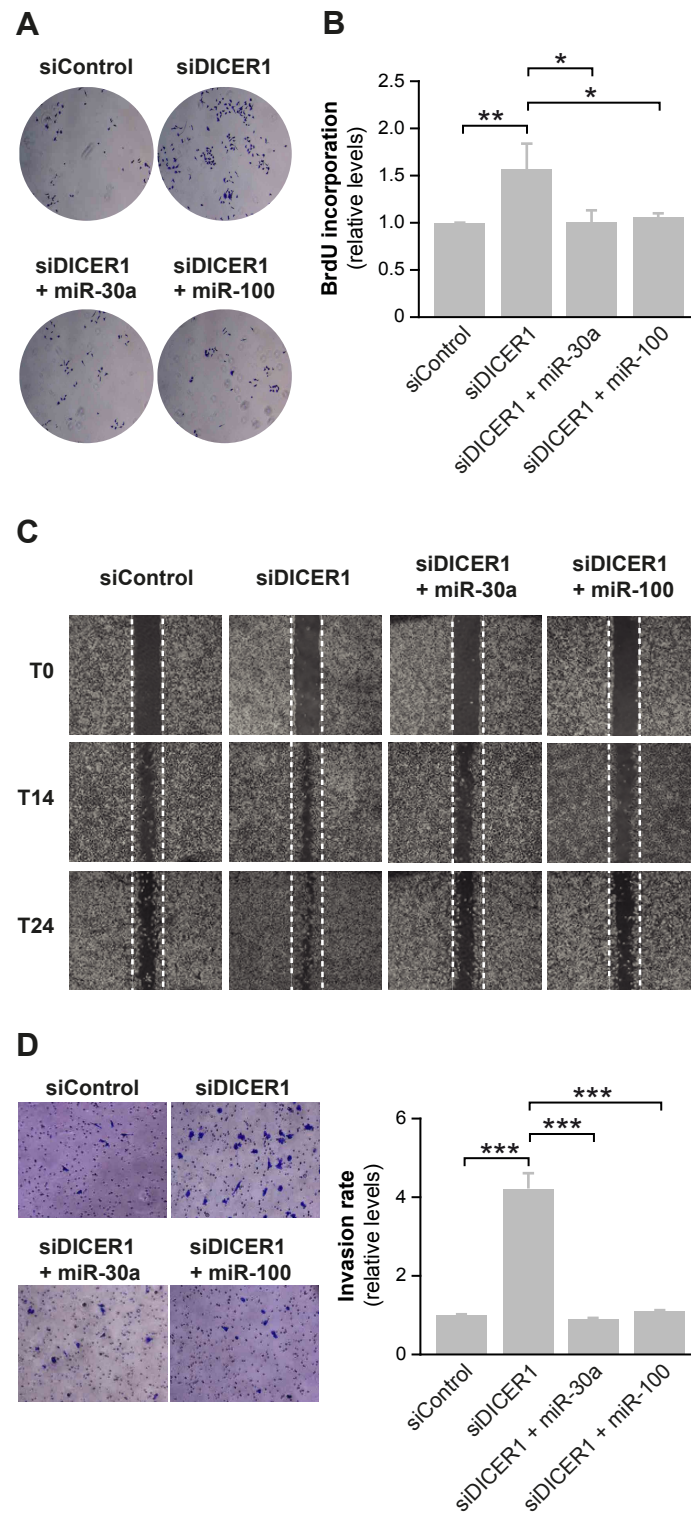 A
siControl
siDICER1
siDICER1
+ miR-30a
siDICER1
+ miR-100
B
BrdU incorporation
(relative levels)
2.5
2.0
1.5
1.0
0.5
0
**
*
*
siControl
siDICER1
siDICER1 + miR-30a
siDICER1 + miR-100
C
siControl
siDICER1
siDICER1
+ miR-30a
siDICER1
+ miR-100
T0
T14
T24
D
siControl
siDICER1
siDICER1
+ miR-30a
siDICER1
+ miR-100
Invasion rate
(relative levels)
6
4
2
0
***
***
***
siControl
siDICER1
siDICER1 + miR-30a
siDICER1 + miR-100